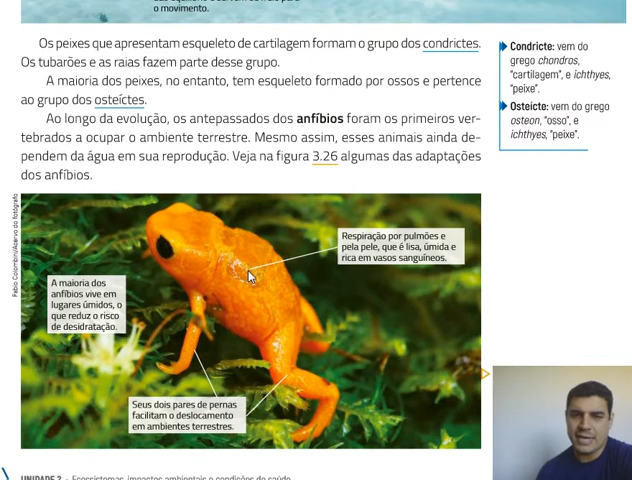 o movimento.
Os peixes que apresentam esqueleto de cartilagem formam o grupo dos condrictes.
Os tubarões e as raias fazem parte desse grupo.
A maioria dos peixes, no entanto, tem esqueleto formado por ossos e pertence
ao grupo dos osteíctes.
Ao longo da evolução, os antepassados dos anfíbios foram os primeiros ver-
tebrados a ocupar o ambiente terrestre. Mesmo assim, esses animais ainda de-
pendem da água em sua reprodução. Veja na figura 3.26 algumas das adaptações
dos anfíbios.
Condricte: vem do
grego chondros,
"cartilagem", e ichthyes,
"peixe".
Osteícte: vem do grego
osteon, "osso", e
ichthyes, "peixe".
Fabio Colombini/Acervo do fotógrafo
Respiração por pulmões e
pela pele, que é lisa, úmida e
rica em vasos sanguíneos.
A maioria dos
anfíbios vive em
lugares úmidos, o
que reduz o risco
de desidratação.
Seus dois pares de pernas
facilitam o deslocamento
em ambientes terrestres.
UNIDADE 2 • Ecossistemas, impactos ambientais e condições de saúde